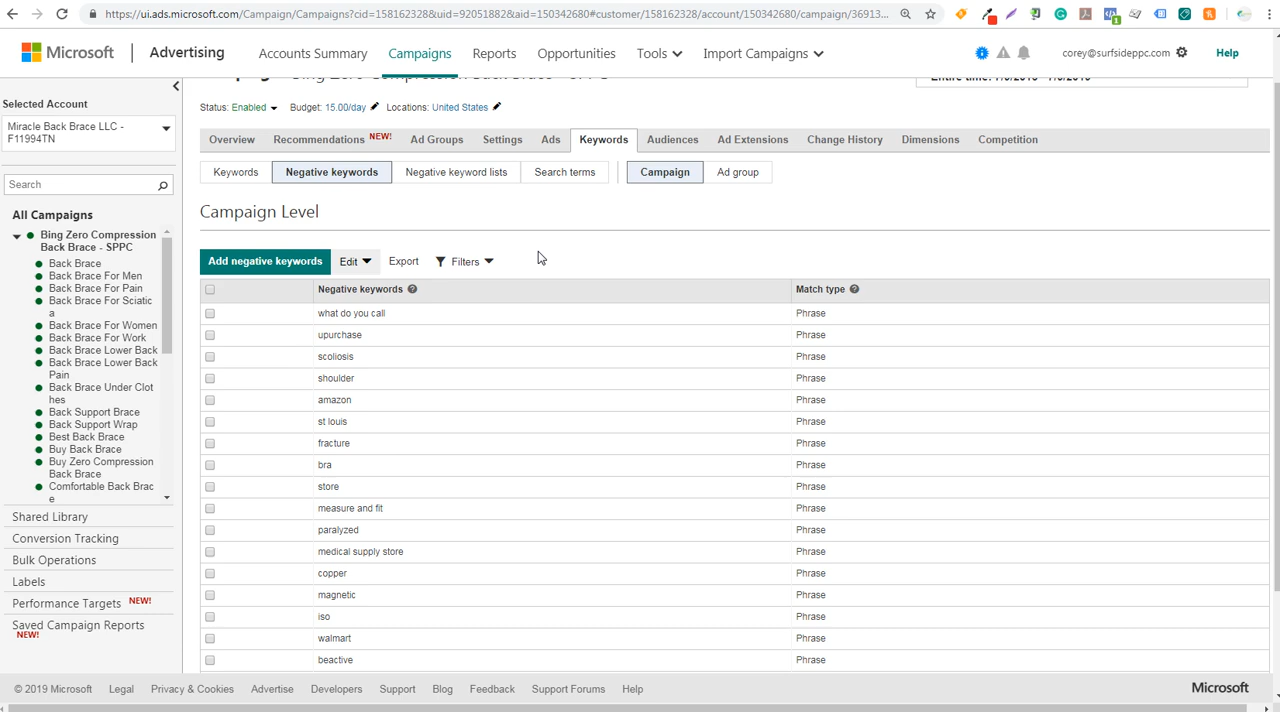 https://ui.ads.microsoft.com/Campaign/Campaigns?cid=158162328&uid=92051882&aid=150342680#customer/158162328/account/150342680/campaign/36913...
Microsoft
Advertising
Accounts Summary
Campaigns
Reports
Opportunities
Tools
Import Campaigns
corey@surfsideppc.com
Help
Selected Account
Miracle Back Brace LLC -
F11994TN
Search
All Campaigns
Bing Zero Compression
Back Brace - SPPC
Back Brace
Back Brace For Men
Back Brace For Pain
Back Brace For Sciatic
a
Back Brace For Women
Back Brace For Work
Back Brace Lower Back
Back Brace Lower Back
Pain
Back Brace Under Clot
hes
Back Support Brace
Back Support Wrap
Best Back Brace
Buy Back Brace
Buy Zero Compression
Back Brace
Comfortable Back Brac
e
Shared Library
Conversion Tracking
Bulk Operations
Labels
Performance Targets NEW!
Saved Campaign Reports
NEW!
Status: Enabled Budget: 15.00/day Locations: United States
Overview Recommendations NEW! Ad Groups Settings Ads Keywords Audiences Ad Extensions Change History Dimensions Competition
Keywords Negative keywords Negative keyword lists Search terms Campaign Ad group
Campaign Level
Add negative keywords Edit Export Filters
Negative keywords Match type
what do you call Phrase
upurchase Phrase
scoliosis Phrase
shoulder Phrase
amazon Phrase
st louis Phrase
fracture Phrase
bra Phrase
store Phrase
measure and fit Phrase
paralyzed Phrase
medical supply store Phrase
copper Phrase
magnetic Phrase
iso Phrase
walmart Phrase
beactive Phrase
© 2019 Microsoft Legal Privacy & Cookies Advertise Developers Support Blog Feedback Support Forums Help
Microsoft